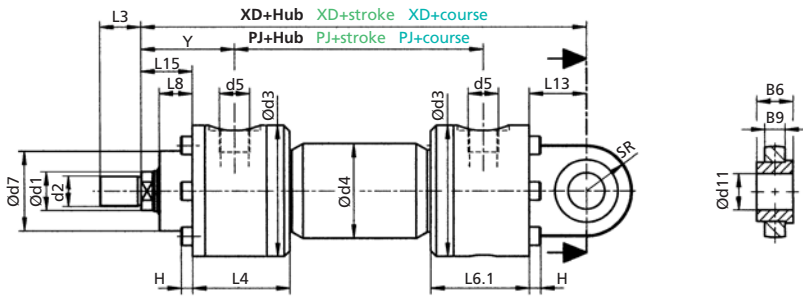 L3 XD+Hub XD+stroke XD+course
Y PJ+Hub PJ+stroke PJ+course
L15
L8 d5 d5 L13
B6
B9
Ød7 Ød1 d2 Ød3 Ød4 Ød3 SR Ød11
H L4 L6.1 H